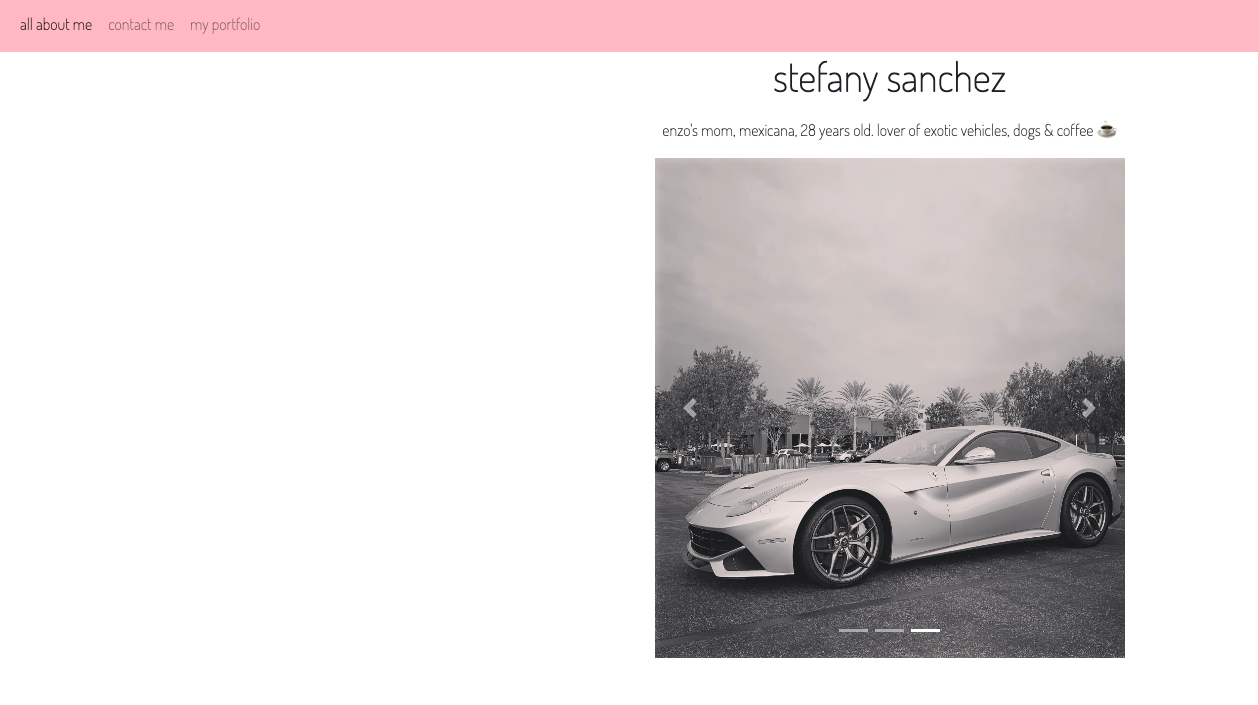 all about me contact me my portfolio
stefany sanchez
enzo's mom, mexicana, 28 years old. lover of exotic vehicles, dogs & coffee ☕